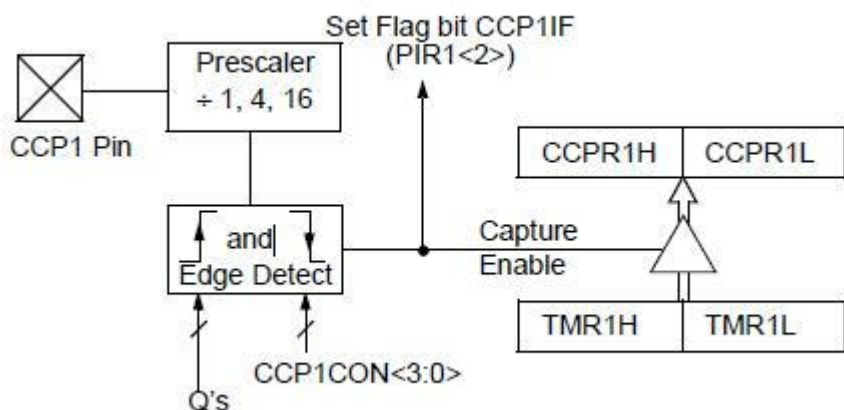 Set Flag bit CCP1IF
(PIR1<2>)
Prescaler
÷ 1, 4, 16
CCP1 Pin
CCPR1H CCPR1L
and
Edge Detect
Capture
Enable
TMR1H TMR1L
CCP1CON<3:0>
Q's